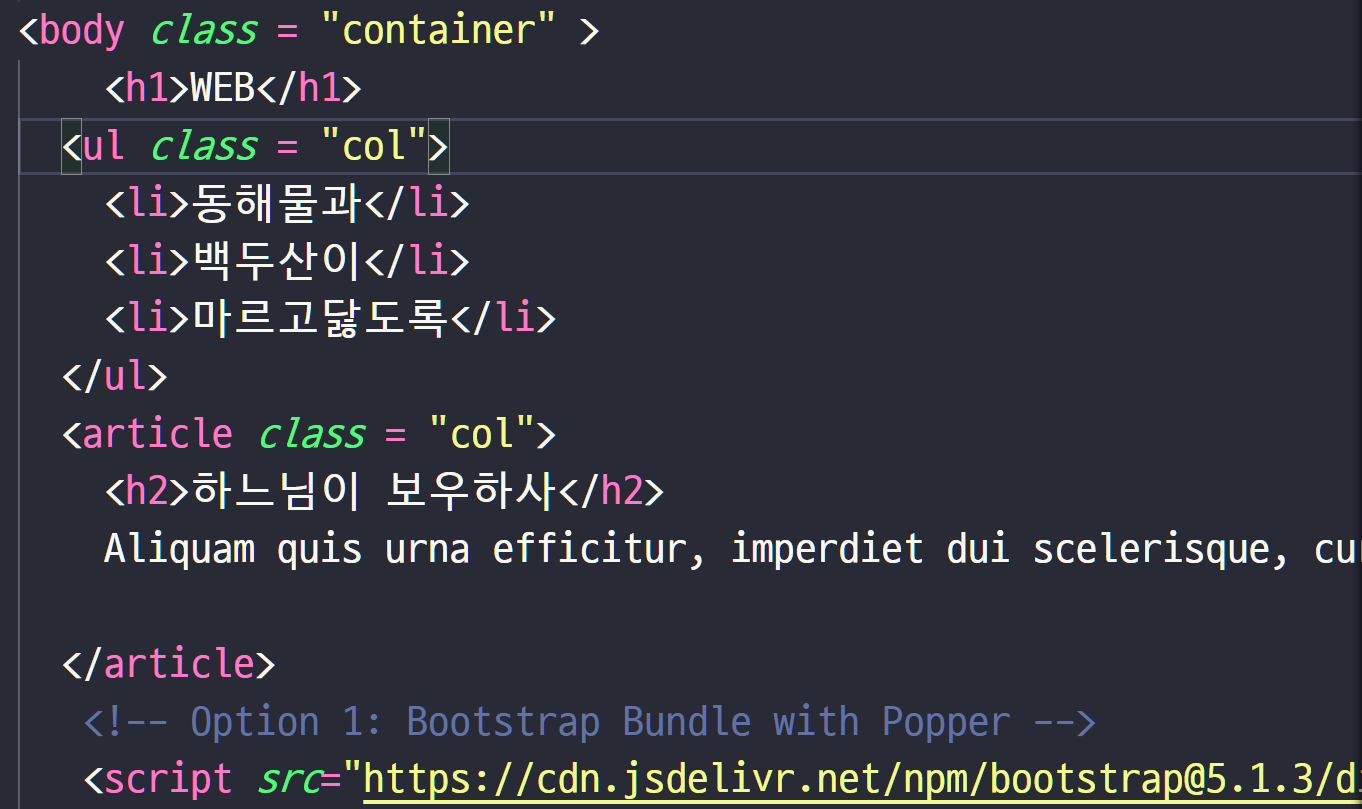 <body class = "container" >
<h1>WEB</h1>
<ul class = "col">
<li>동해물과</li>
<li>백두산이</li>
<li>마르고닳도록</li>
</ul>
<article class = "col">
<h2>하느님이 보우하사</h2>
Aliquam quis urna efficitur, imperdiet dui scelerisque,
</article>
<!-- Option 1: Bootstrap Bundle with Popper -->
<script src="https://cdn.jsdelivr.net/npm/bootstrap@5.1.3/